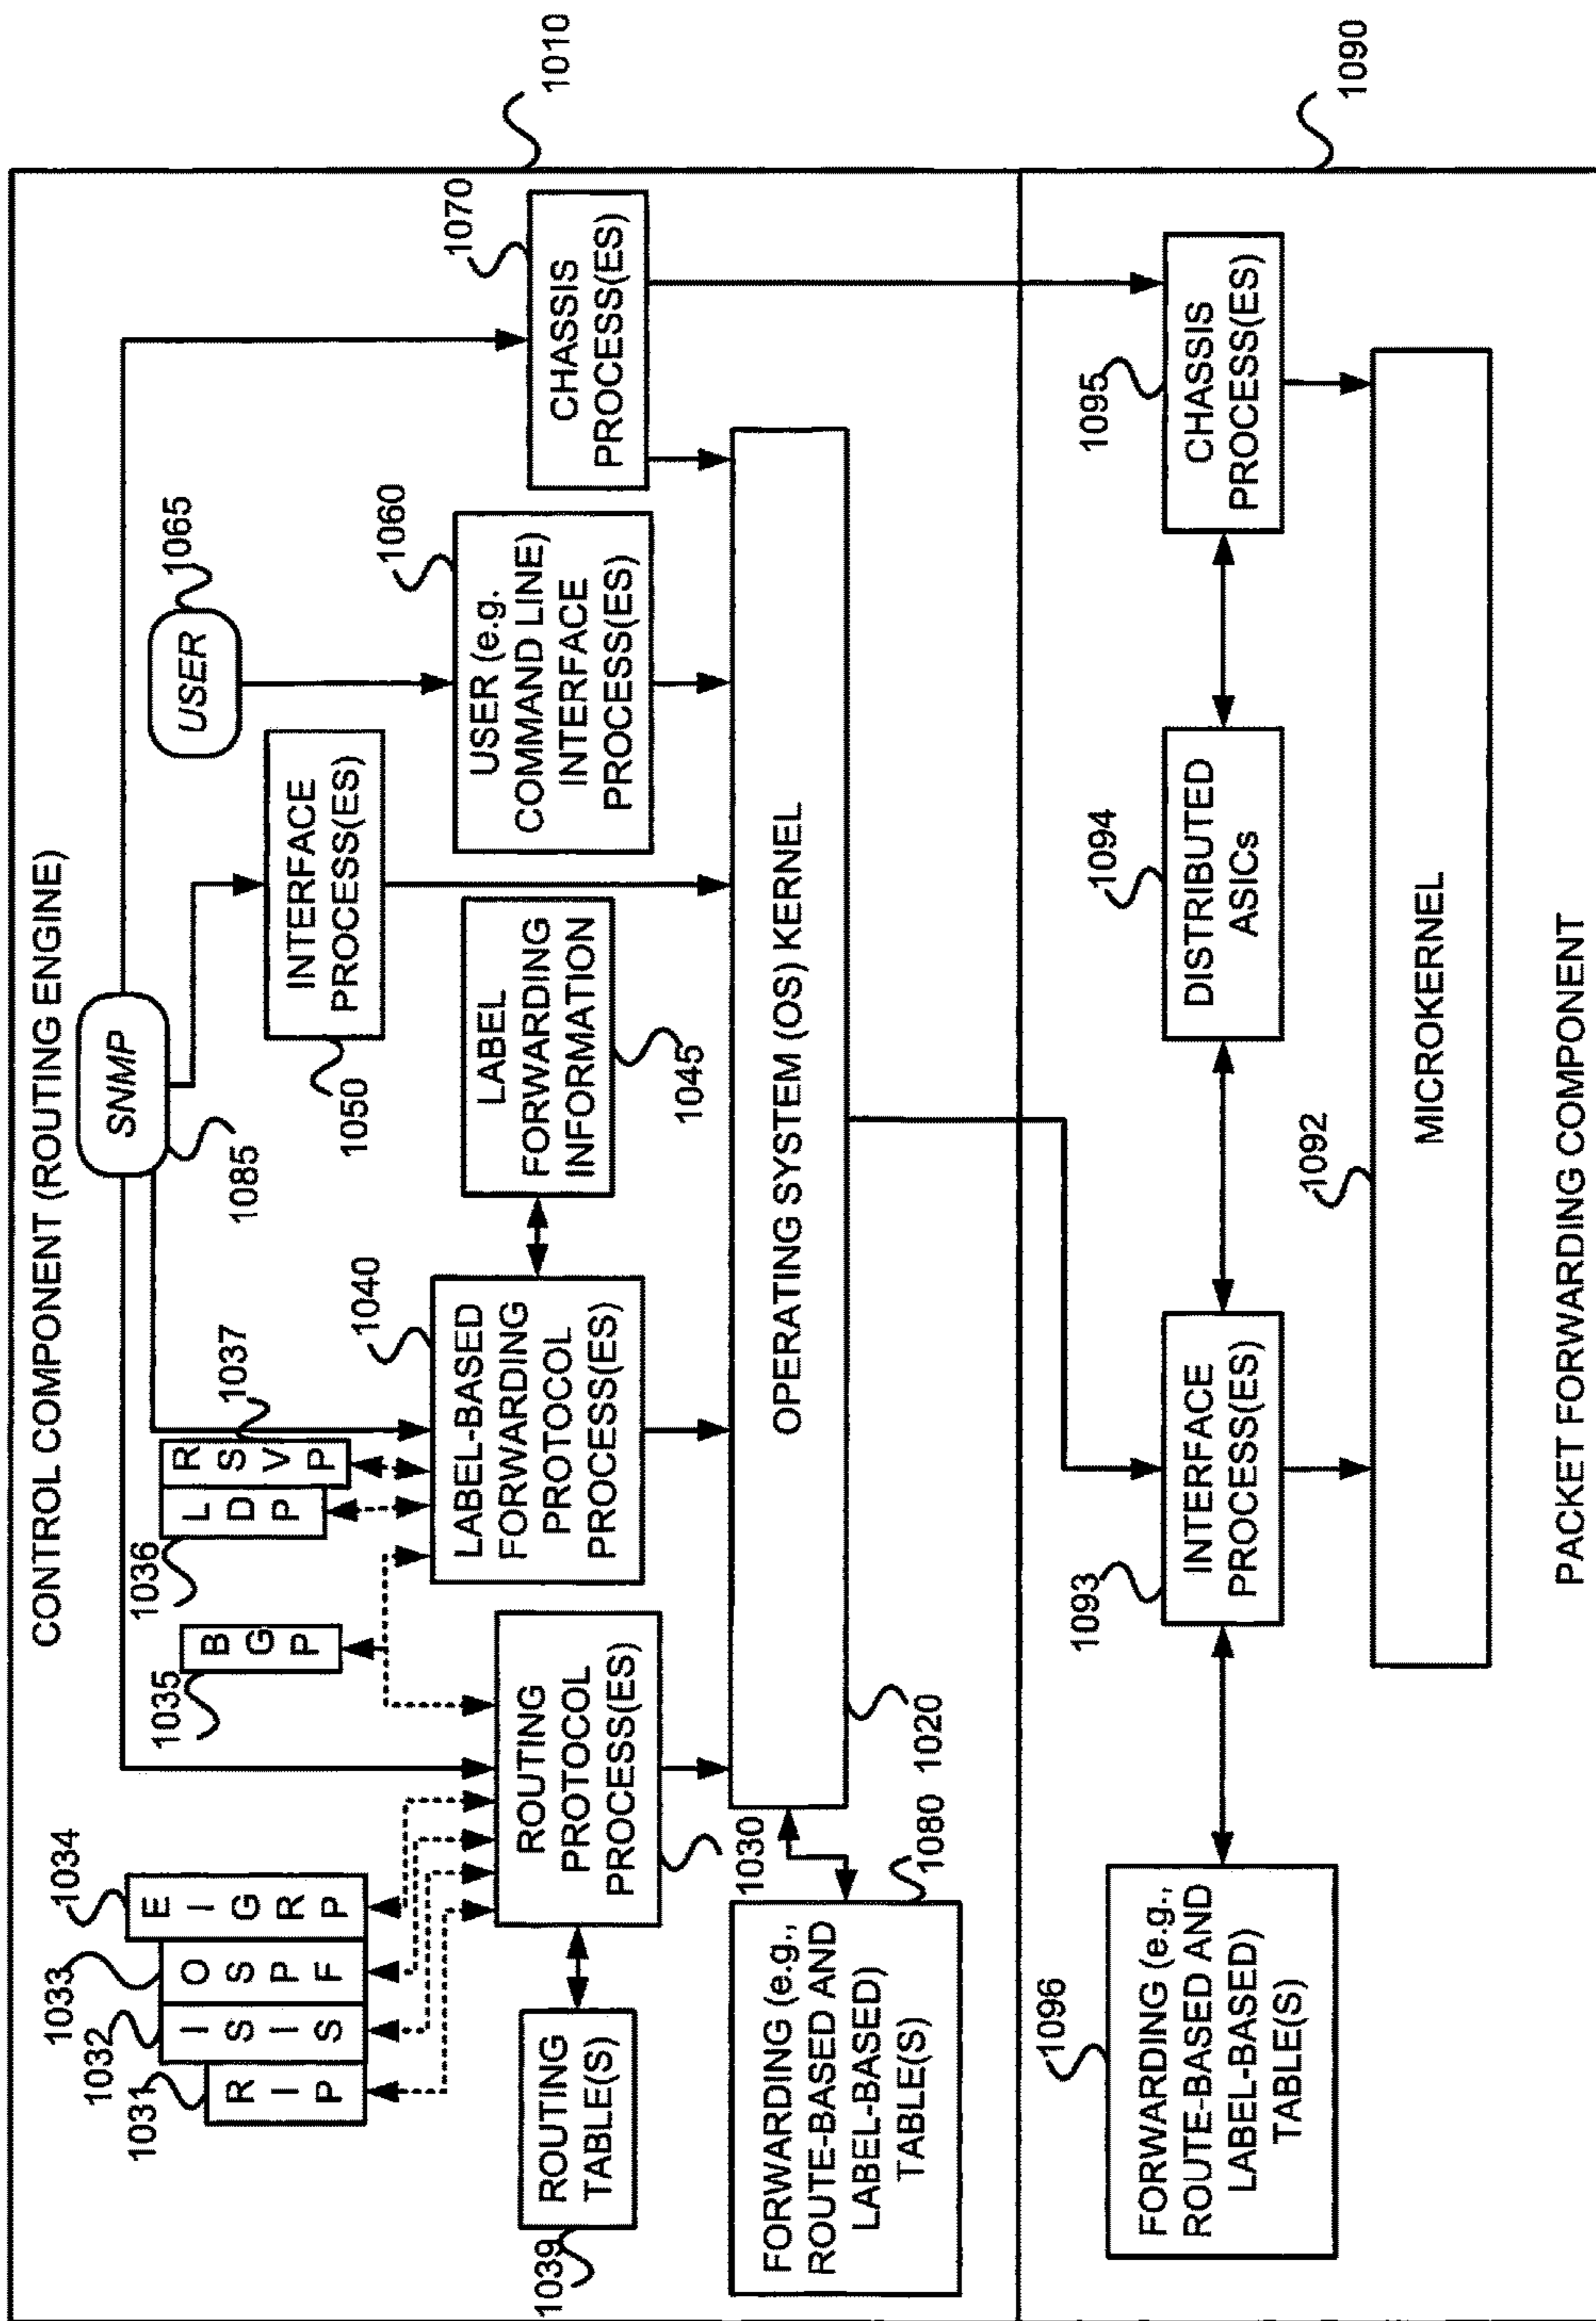 CONTROL COMPONENT (ROUTING ENGINE)
1010
SNMP
1085
USER
1065
1034
1033
1032
1031
RIP
ISIS
OSPF
EIGRP
1035
BGP
1036
LDP
RSVP
1037
INTERFACE
PROCESS(ES)
1050
1039
ROUTING
TABLE(S)
ROUTING
PROTOCOL
PROCESS(ES)
1030
1040
LABEL-BASED
FORWARDING
PROTOCOL
PROCESS(ES)
LABEL
FORWARDING
INFORMATION
1045
1060
USER (e.g.
COMMAND LINE)
INTERFACE
PROCESS(ES)
1070
CHASSIS
PROCESS(ES)
FORWARDING (e.g.,
ROUTE-BASED AND
LABEL-BASED)
TABLE(S)
1080
OPERATING SYSTEM (OS) KERNEL
1020
1090
1096
FORWARDING (e.g.,
ROUTE-BASED AND
LABEL-BASED)
TABLE(S)
1093
INTERFACE
PROCESS(ES)
1094
DISTRIBUTED
ASICs
1095
CHASSIS
PROCESS(ES)
1092
MICROKERNEL
PACKET FORWARDING COMPONENT